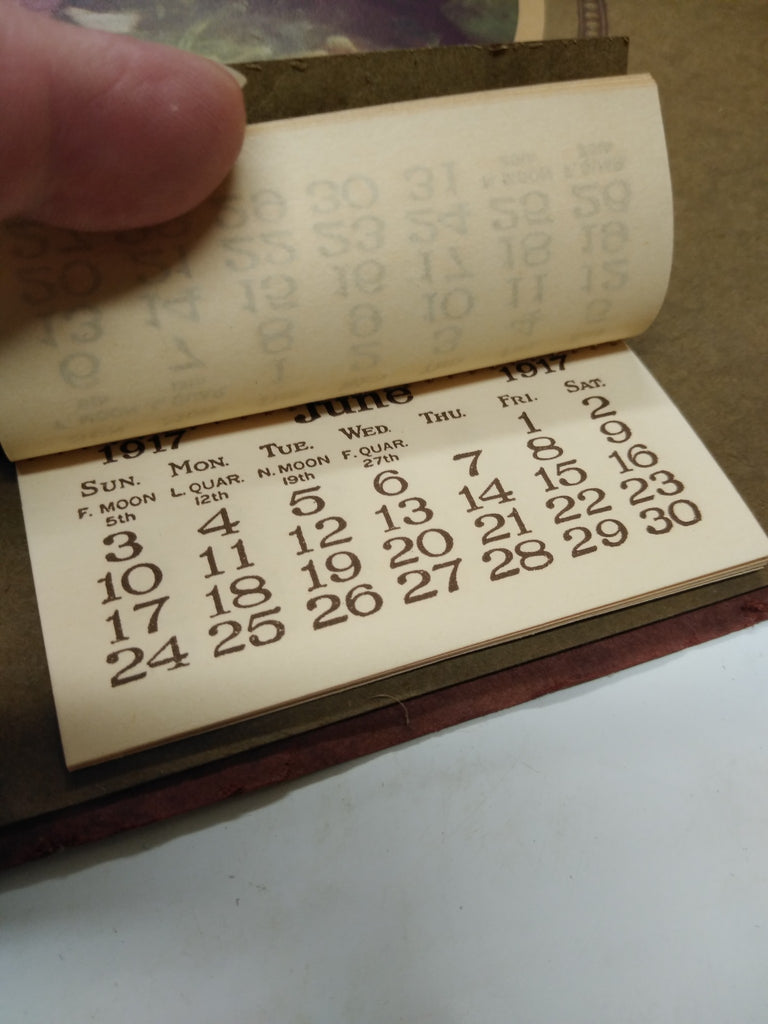 1917 June 1917
SUN. MON. TUE. WED. THU. FRI. SAT.
F. MOON 5th L. QUAR. 12th N. MOON 19th F. QUAR. 27th 1 2
3 4 5 6 7 8 9
10 11 12 13 14 15 16
17 18 19 20 21 22 23
24 25 26 27 28 29 30